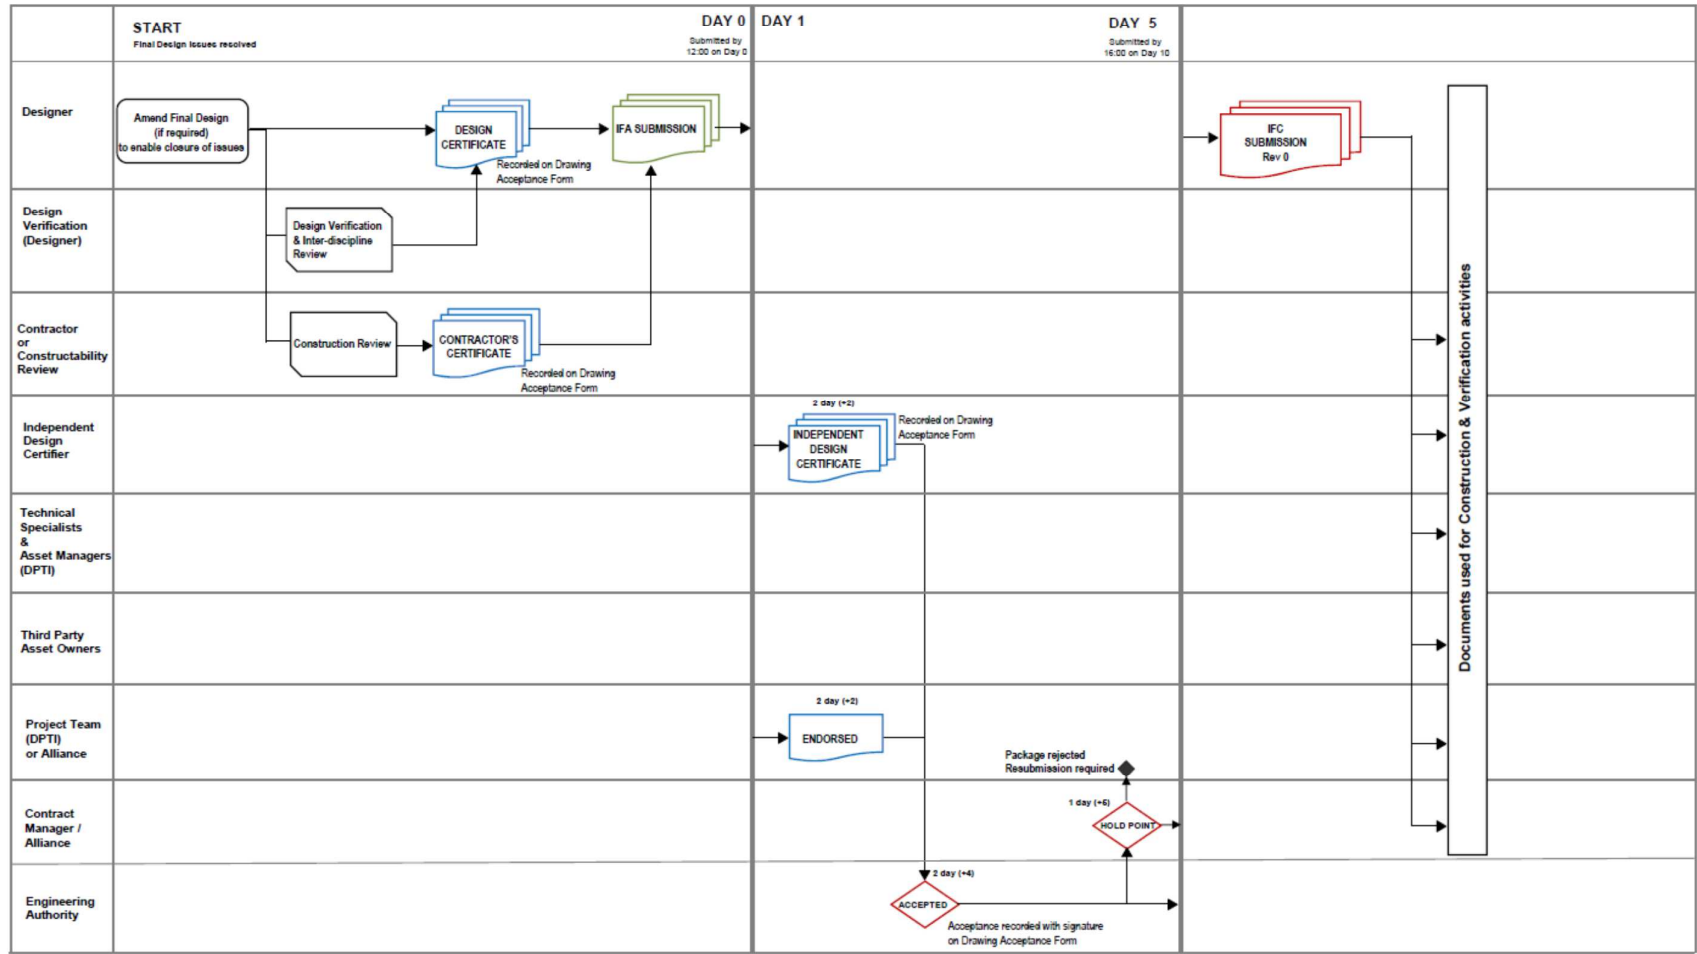 START
Final Design Issues resolved
DAY 0
Submitted by
12:00 on Day 0
DAY 1
DAY 5
Submitted by
16:00 on Day 10
Designer
Amend Final Design
(if required)
to enable closure of issues
DESIGN
CERTIFICATE
Recorded on Drawing
Acceptance Form
IFA SUBMISSION
IFC
SUBMISSION
Rev 0
Design
Verification
(Designer)
Design Verification
& Inter-discipline
Review
Contractor
or
Constructability
Review
Construction Review
CONTRACTOR'S
CERTIFICATE
Recorded on Drawing
Acceptance Form
Independent
Design
Certifier
2 day (+2)
INDEPENDENT
DESIGN
CERTIFICATE
Recorded on Drawing
Acceptance Form
Technical
Specialists
&
Asset Managers
(DPTI)
Third Party
Asset Owners
Project Team
(DPTI)
or Alliance
2 day (+2)
ENDORSED
Package rejected
Resubmission required
Contract
Manager /
Alliance
1 day (+5)
HOLD POINT
Engineering
Authority
2 day (+4)
ACCEPTED
Acceptance recorded with signature
on Drawing Acceptance Form
Documents used for Construction & Verification activities